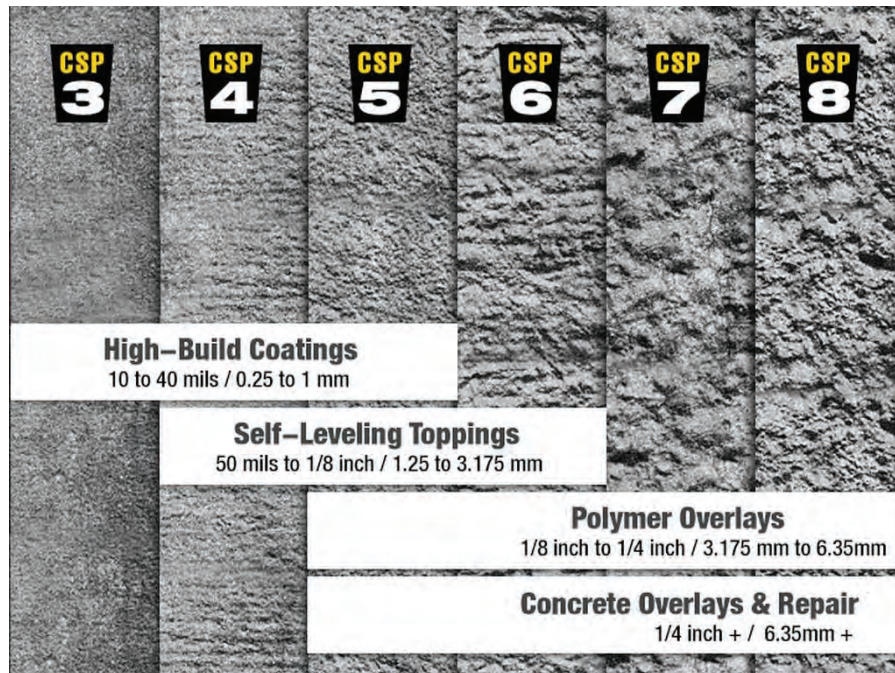 CSP
3
CSP
4
CSP
5
CSP
6
CSP
7
CSP
8
High–Build Coatings
10 to 40 mils / 0.25 to 1 mm
Self–Leveling Toppings
50 mils to 1/8 inch / 1.25 to 3.175 mm
Polymer Overlays
1/8 inch to 1/4 inch / 3.175 mm to 6.35mm
Concrete Overlays & Repair
1/4 inch + / 6.35mm +